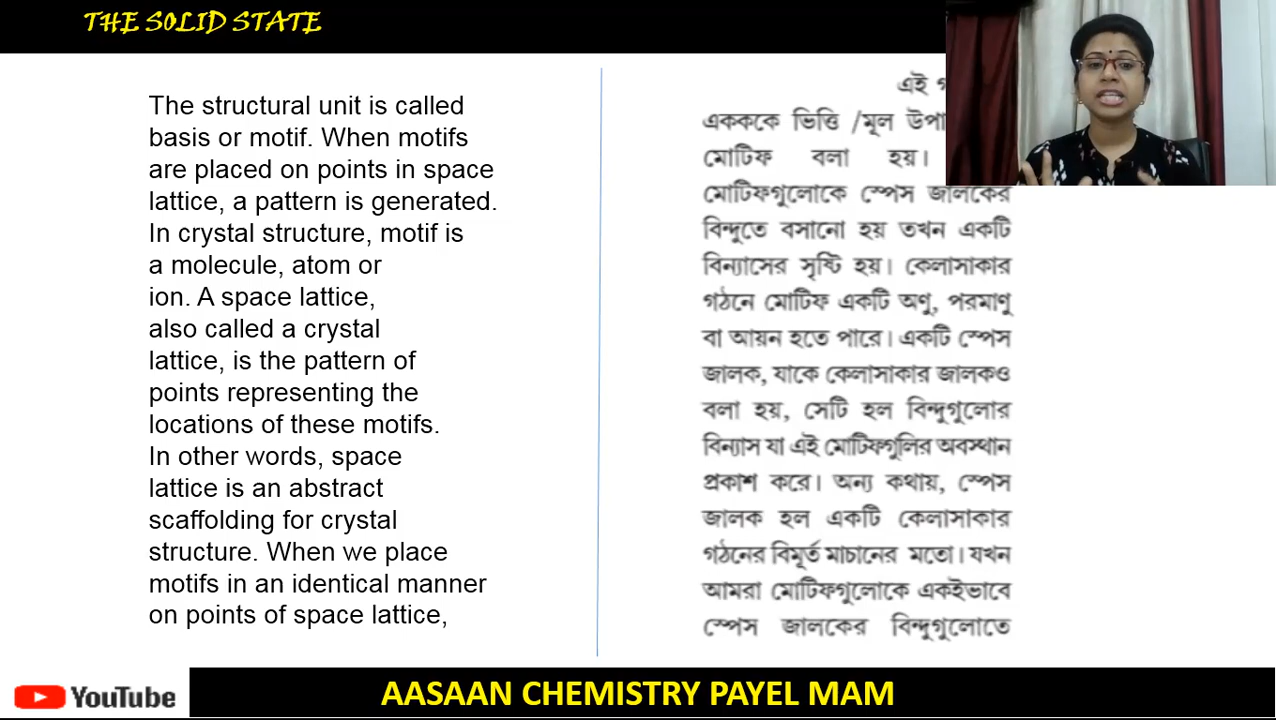 THE SOLID STATE
The structural unit is called
basis or motif. When motifs
are placed on points in space
lattice, a pattern is generated.
In crystal structure, motif is
a molecule, atom or
ion. A space lattice,
also called a crystal
lattice, is the pattern of
points representing the
locations of these motifs.
In other words, space
lattice is an abstract
scaffolding for crystal
structure. When we place
motifs in an identical manner
on points of space lattice,
এই
একককে ভিত্তি /মূল
মোটিফ বলা হয়।
মোটিফগুলোকে স্পেস জালকের
বিন্দুতে বসানো হয় তখন একটি
বিন্যাসের সৃষ্টি হয়। কেলাসাকার
গঠনে মোটিফ একটি অণু, পরমাণু
বা আয়ন হতে পারে। একটি স্পেস
জালক, যাকে কেলাসাকার জালকও
বলা হয়, সেটি হল বিন্দুগুলোর
বিন্যাস যা এই মোটিফগুলির অবস্থান
প্রকাশ করে। অন্য কথায়, স্পেস
জালক হল একটি কেলাসাকার
গঠনের বিমূর্ত মাচানের মতো। যখন
আমরা মোটিফগুলোকে একইভাবে
স্পেস জালকের বিন্দুগুলোতে
YouTube
AASAAN CHEMISTRY PAYEL MAM